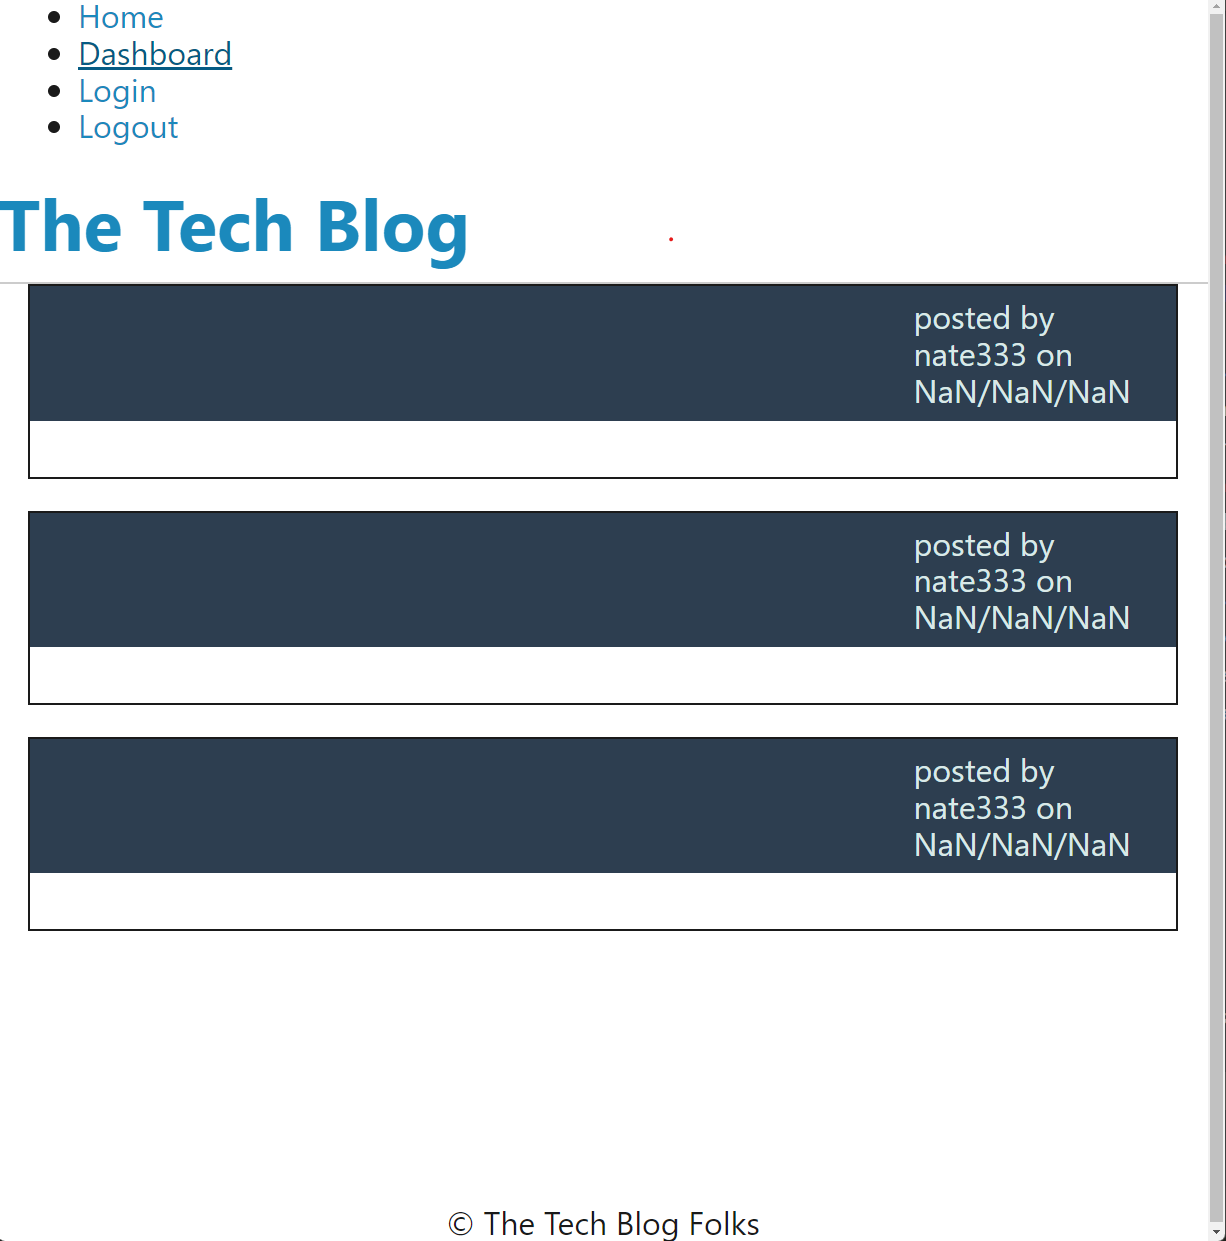 Home
Dashboard
Login
Logout
The Tech Blog
posted by
nate333 on
NaN/NaN/NaN
posted by
nate333 on
NaN/NaN/NaN
posted by
nate333 on
NaN/NaN/NaN
© The Tech Blog Folks